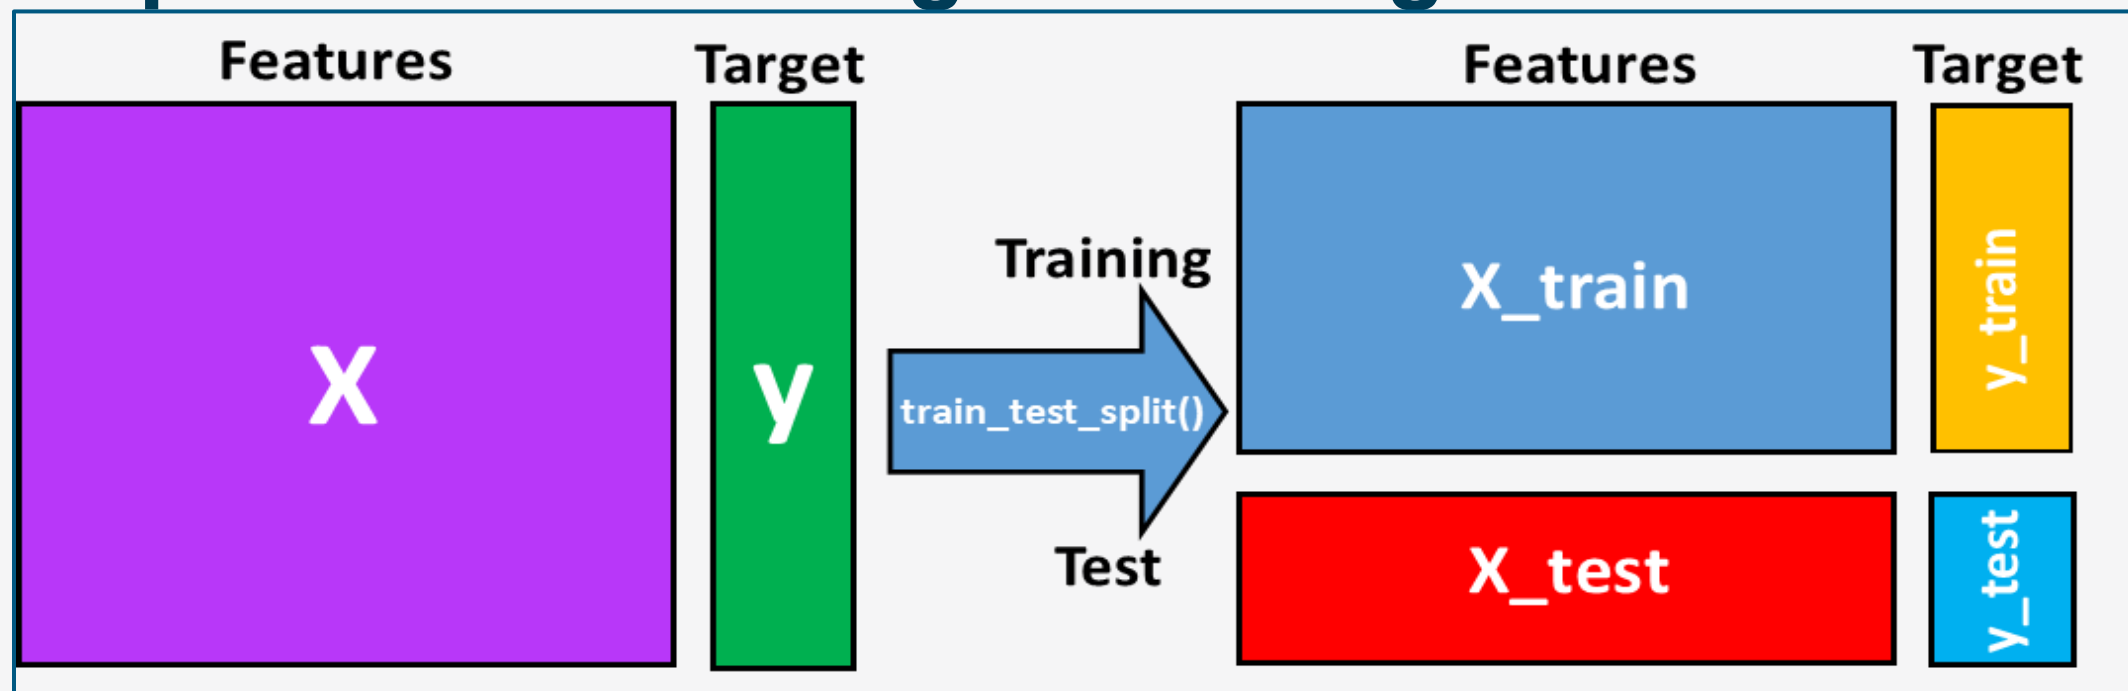 Features
Target
X
y
Training
train_test_split()
Test
Features
Target
X_train
y_train
X_test
y_test